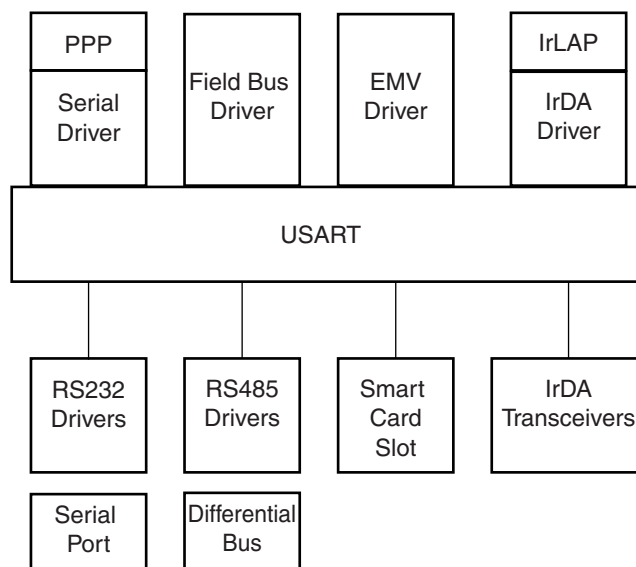 PPP
Serial
Driver
Field Bus
Driver
EMV
Driver
IrLAP
IrDA
Driver
USART
RS232
Drivers
RS485
Drivers
Smart
Card
Slot
IrDA
Transceivers
Serial
Port
Differential
Bus